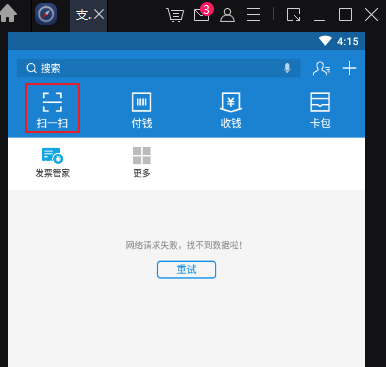 支.
3
4:15
搜索
扫一扫
付钱
收钱
卡包
发票管家
更多
网络请求失败，找不到数据啦!
重试